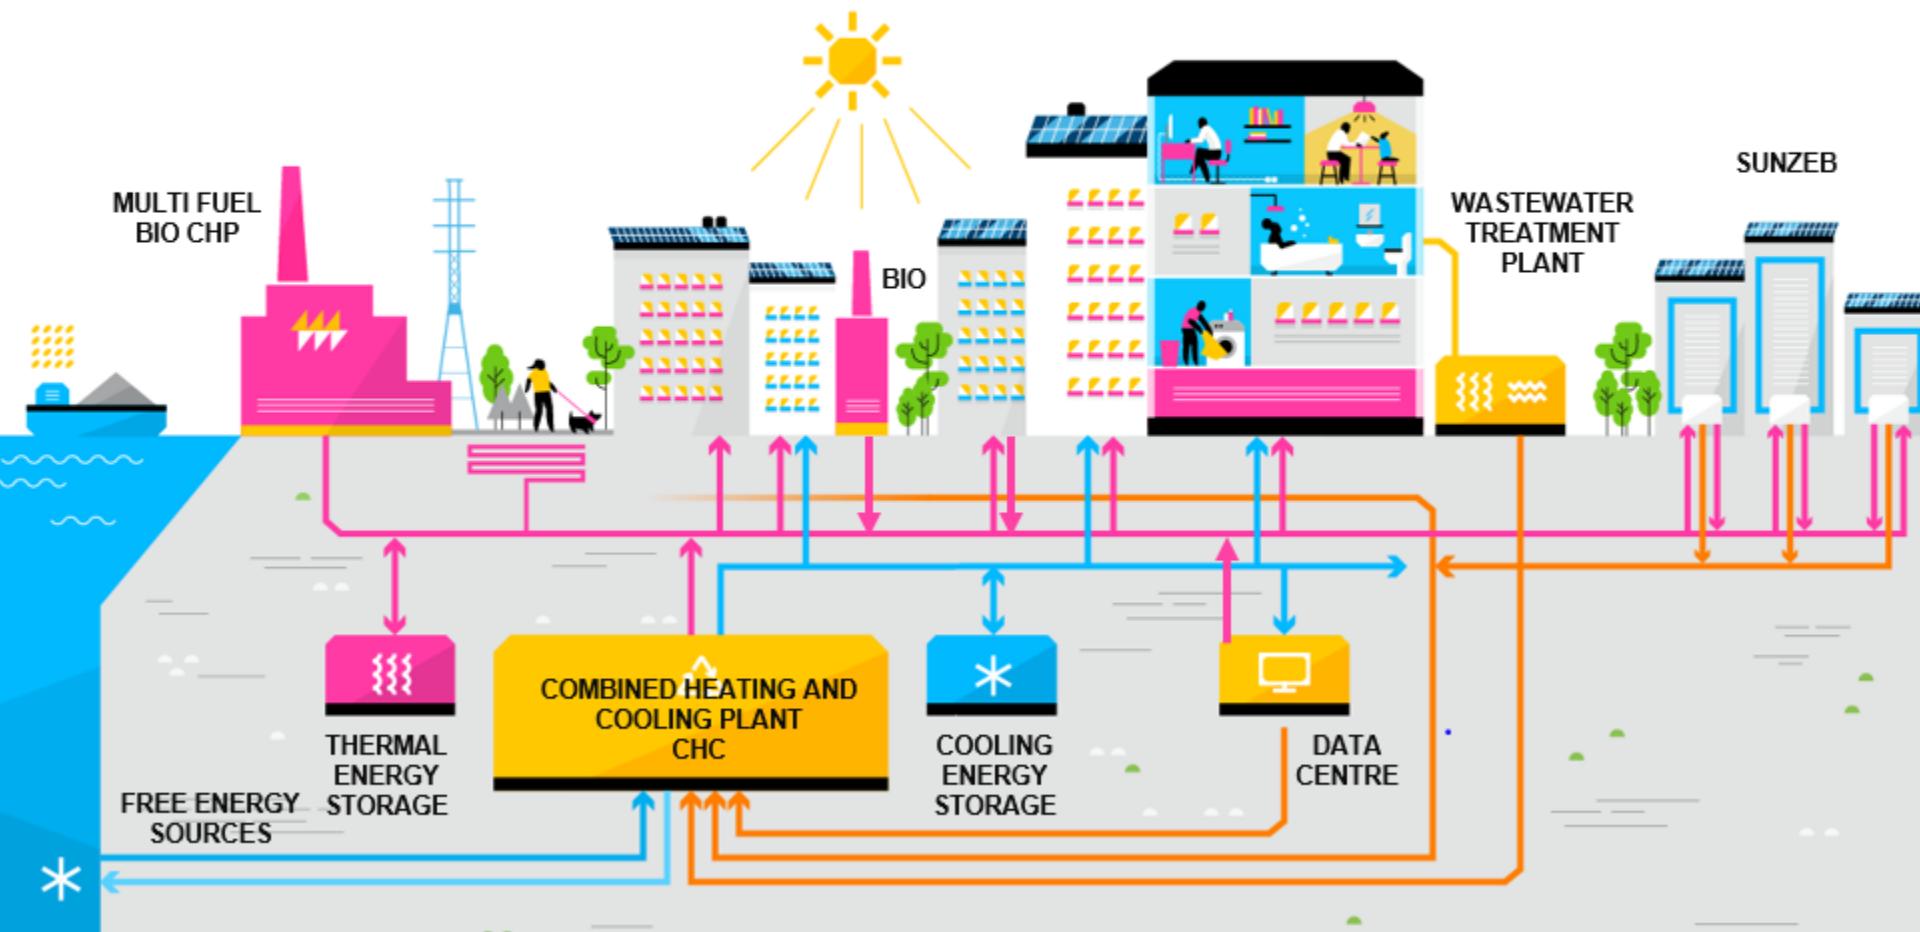 MULTI FUEL
BIO CHP
BIO
WASTEWATER
TREATMENT
PLANT
SUNZEB
THERMAL
ENERGY
STORAGE
COMBINED HEATING AND
COOLING PLANT
CHC
COOLING
ENERGY
STORAGE
DATA
CENTRE
FREE ENERGY
SOURCES